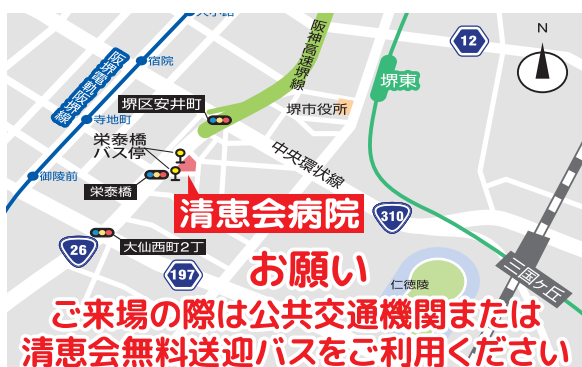 大小路
宿院
阪堺電軌阪堺線
阪神高速堺線
12
N
堺東
堺区安井町
堺市役所
寺地町
栄泰橋
バス停
中央環状線
御陵前
栄泰橋
清恵会病院
310
26
大仙西町2丁
197
三国ヶ丘
仁徳陵
お願い
ご来場の際は公共交通機関または
清恵会無料送迎バスをご利用ください